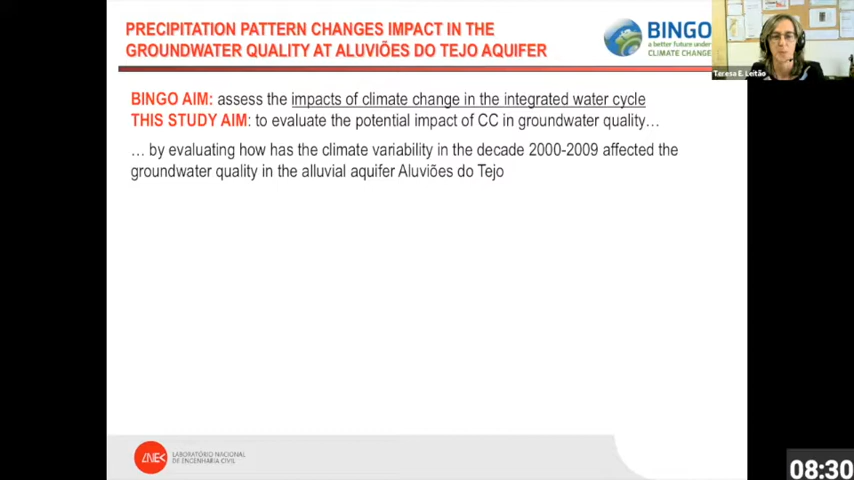 PRECIPITATION PATTERN CHANGES IMPACT IN THE
GROUNDWATER QUALITY AT ALUVIÕES DO TEJO AQUIFER
BINGO
a better future under
CLIMATE CHANGE
Teresa E. Leitão
BINGO AIM: assess the impacts of climate change in the integrated water cycle
THIS STUDY AIM: to evaluate the potential impact of CC in groundwater quality…
… by evaluating how has the climate variability in the decade 2000-2009 affected the
groundwater quality in the alluvial aquifer Aluviões do Tejo
LNEC
LABORATÓRIO NACIONAL
DE ENGENHARIA CIVIL
08:30